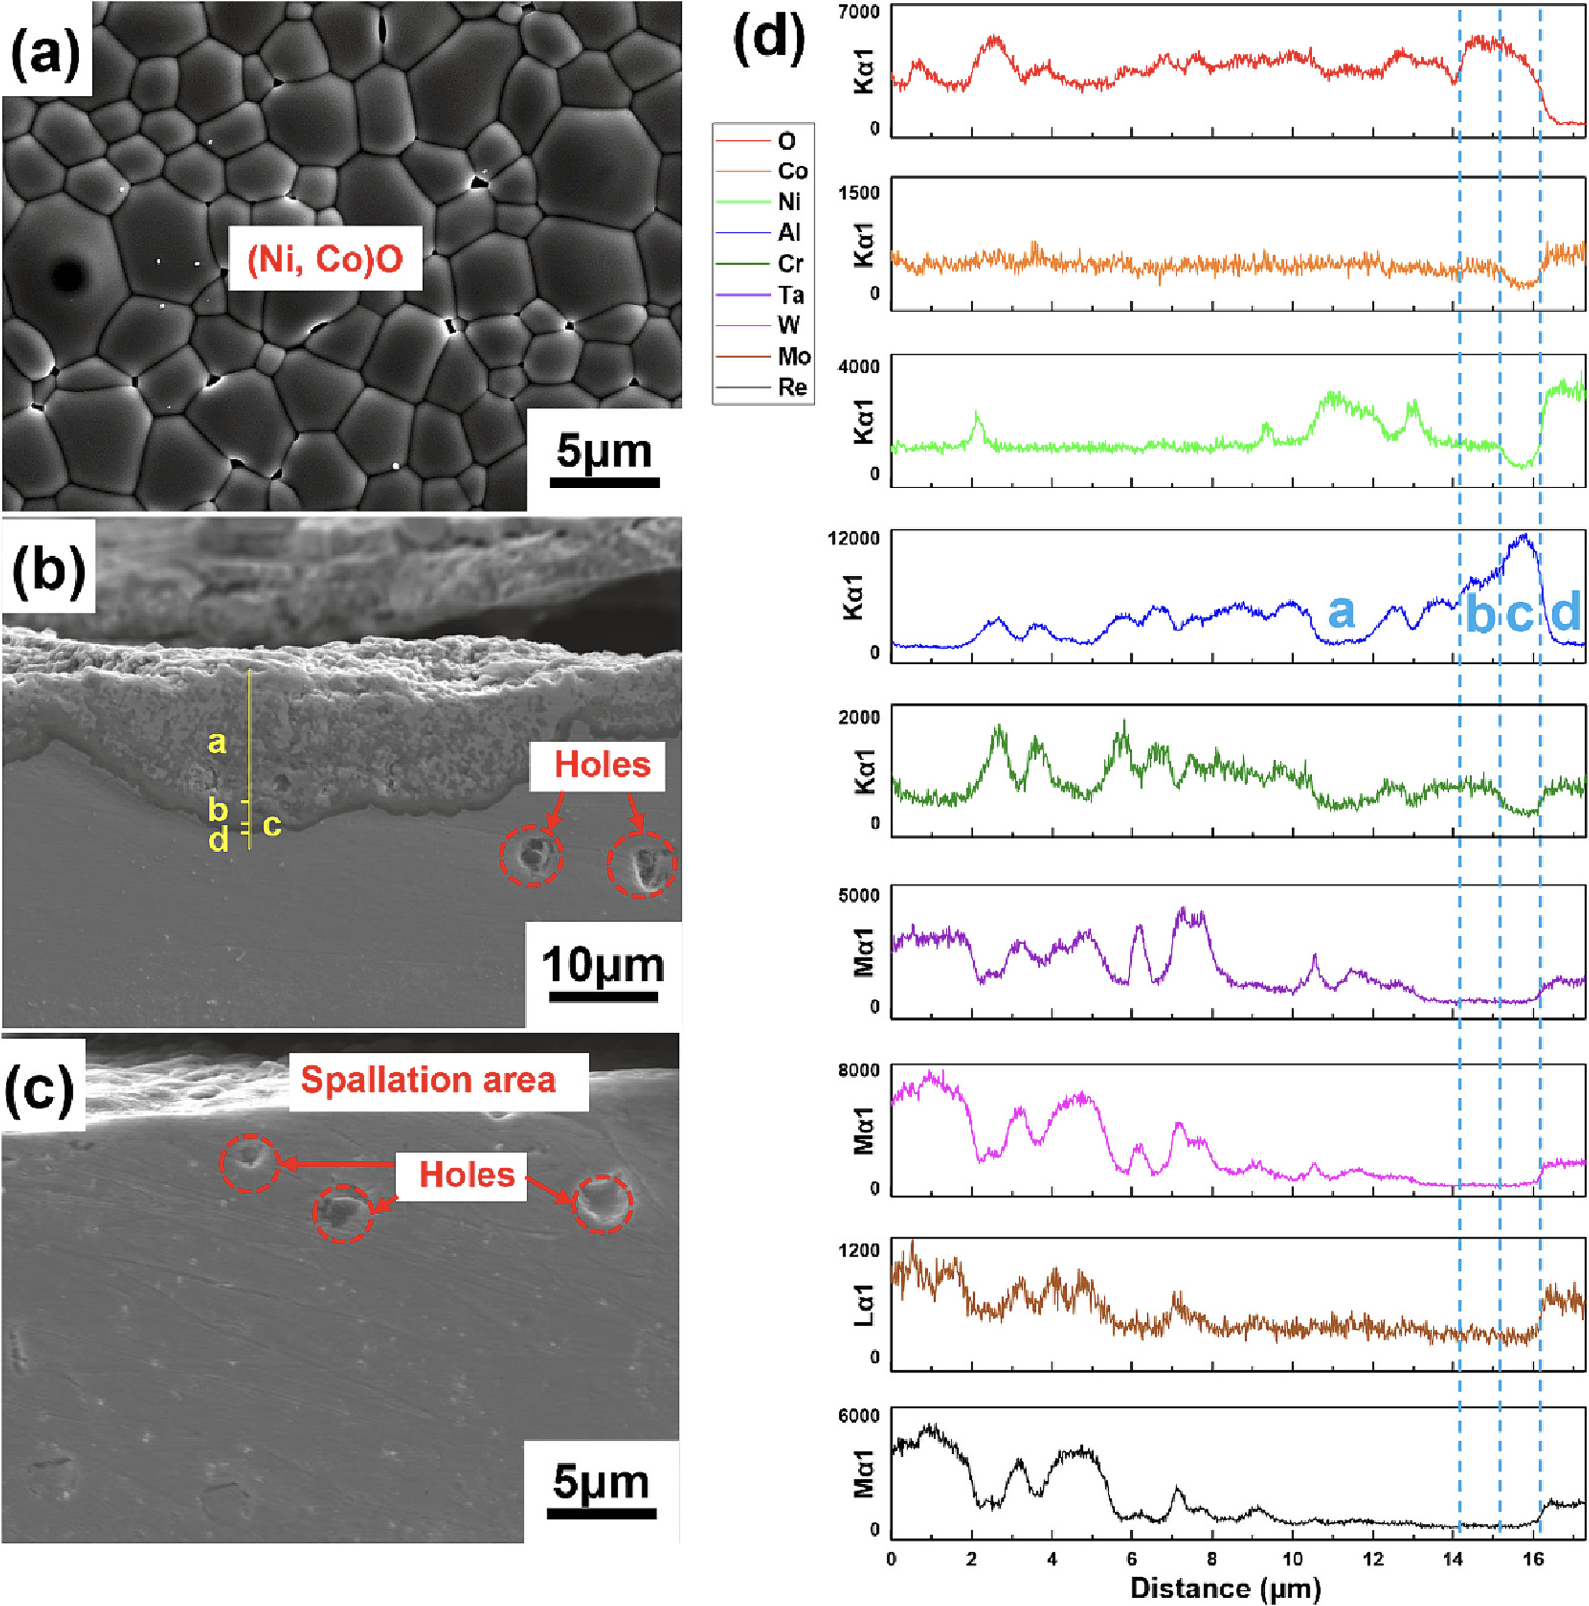 (a)
(Ni, Co)O
5μm
(b)
a
b
c
d
Holes
10μm
(c)
Spallation area
Holes
5μm
(d)
O
Co
Ni
Al
Cr
Ta
W
Mo
Re
7000
Kα1
0
1500
Kα1
0
4000
Kα1
0
12000
Kα1
0
a b c d
2000
Kα1
0
5000
Mα1
0
8000
Mα1
0
1200
Lα1
0
6000
Mα1
0
0 2 4 6 8 10 12 14 16
Distance (μm)